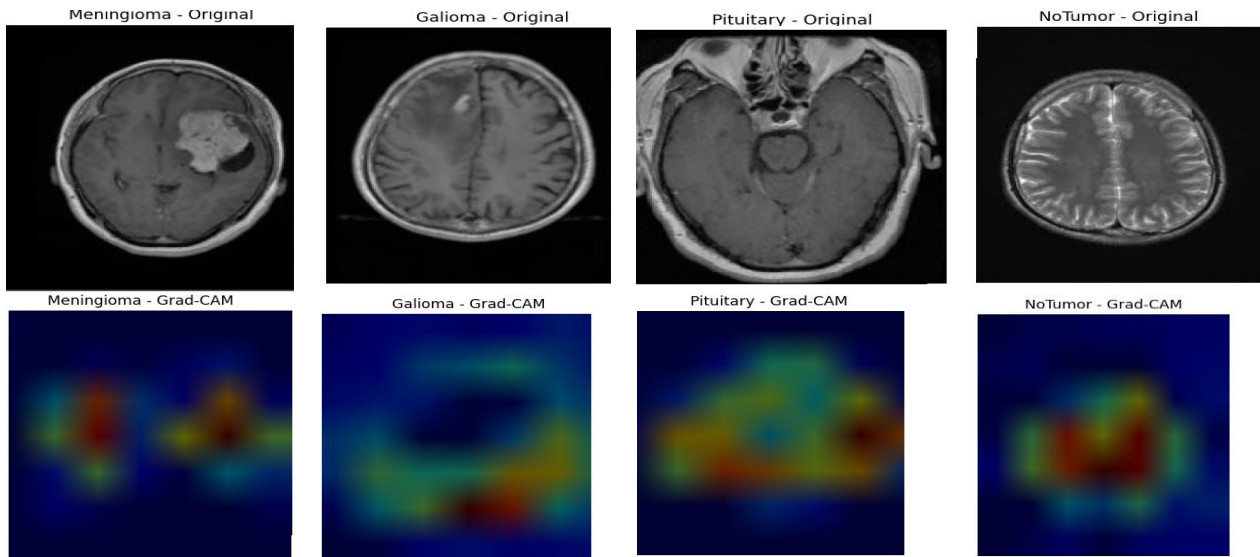 Meningioma - Original
Galioma - Original
Pituitary - Original
NoTumor - Original
Meningioma - Grad-CAM
Galioma - Grad-CAM
Pituitary - Grad-CAM
NoTumor - Grad-CAM